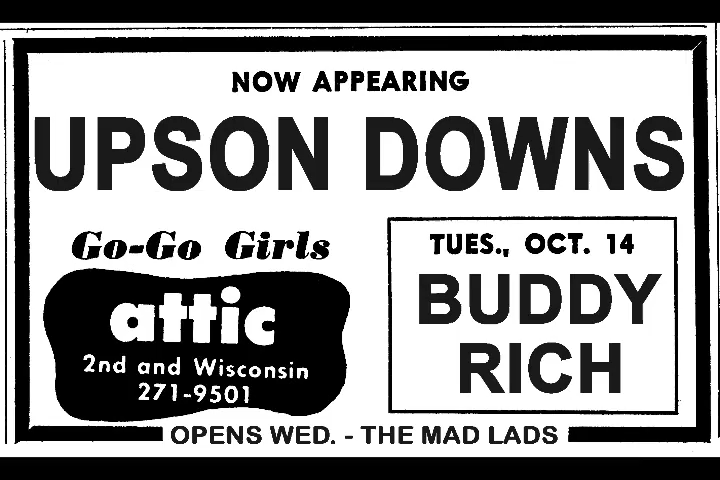 NOW APPEARING
UPSON DOWNS
Go-Go Girls
attic
2nd and Wisconsin
271-9501
TUES., OCT. 14
BUDDY
RICH
OPENS WED. - THE MAD LADS